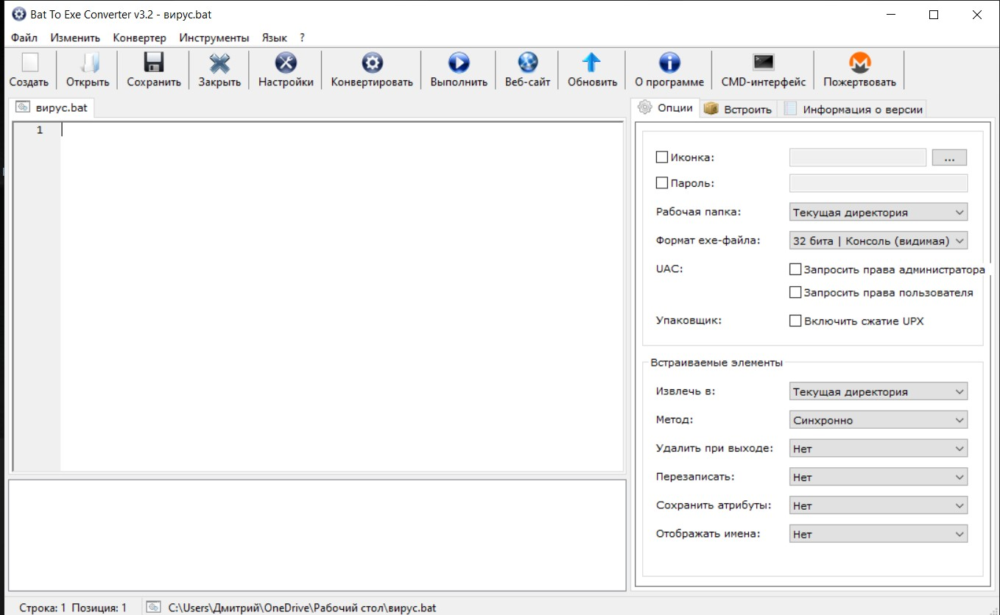 Bat To Exe Converter v3.2 - вирус.bat
Файл Изменить Конвертер Инструменты Язык ?
Создать Открыть Сохранить Закрыть Настройки Конвертировать Выполнить Веб-сайт Обновить О программе CMD-интерфейс Пожертвовать
вирус.bat
1
Опции Встроить Информация о версии
Иконка: ...
Пароль:
Рабочая папка: Текущая директория
Формат exe-файла: 32 бита | Консоль (видимая)
UAC: Запросить права администратора
Запросить права пользователя
Упаковщик: Включить сжатие UPX
Встраиваемые элементы
Извлечь в: Текущая директория
Метод: Синхронно
Удалить при выходе: Нет
Перезаписать: Нет
Сохранить атрибуты: Нет
Отображать имена: Нет
Строка: 1 Позиция: 1 C:\Users\Дмитрий\OneDrive\Рабочий стол\вирус.bat